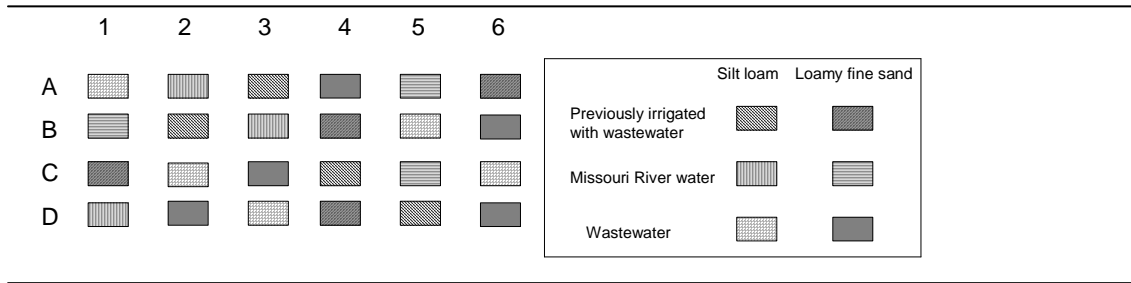 1 2 3 4 5 6
A
B
C
D
Silt loam Loamy fine sand
Previously irrigated
with wastewater
Missouri River water
Wastewater